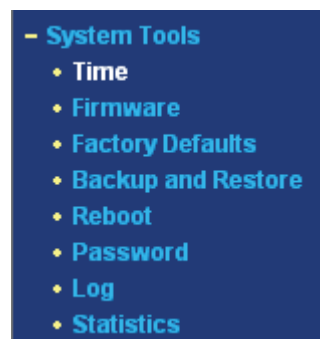 – System Tools
• Time
• Firmware
• Factory Defaults
• Backup and Restore
• Reboot
• Password
• Log
• Statistics